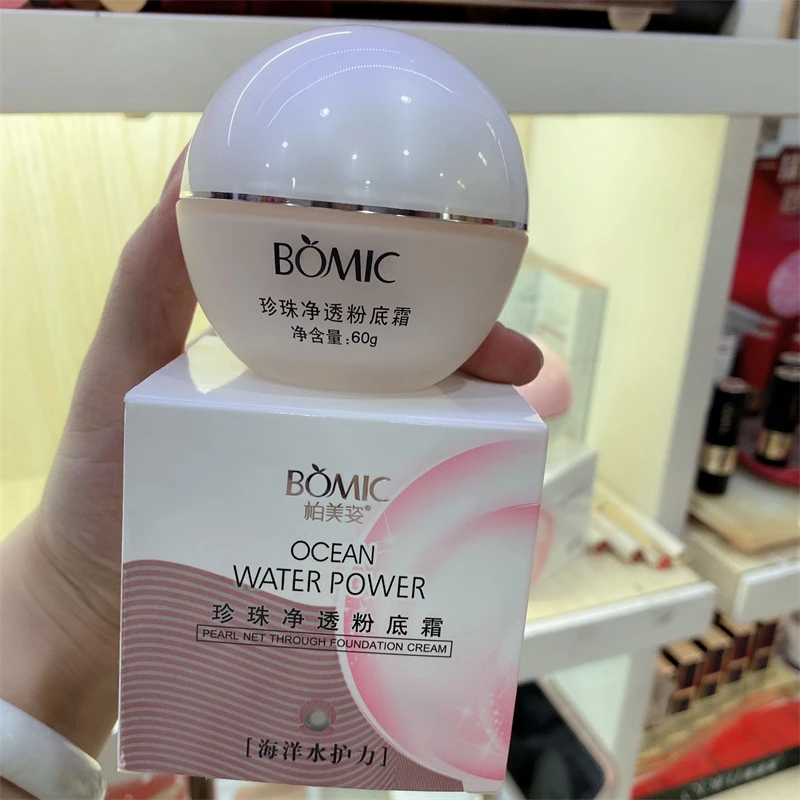 BOMIC
珍珠净透粉底霜
净含量:60g
BOMIC
帕美姿®
OCEAN
WATER POWER
珍珠净透粉底霜
PEARL NET THROUGH FOUNDATION CREAM
[海洋水护力]